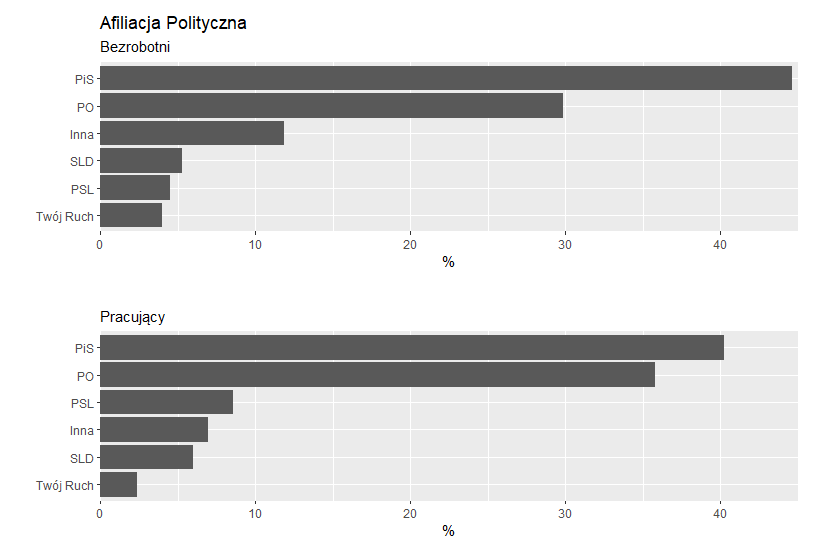 Afiliacja Polityczna
Bezrobotni
PiS
PO
Inna
SLD
PSL
Twój Ruch
0 10 20 30 40
%
Pracujący
PiS
PO
PSL
Inna
SLD
Twój Ruch
0 10 20 30 40
%